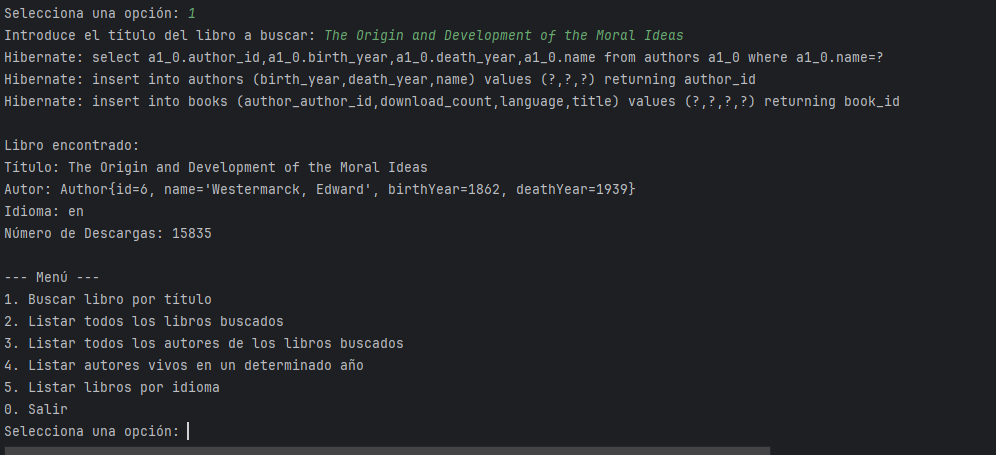 Selecciona una opción: 1
Introduce el titulo del libro a buscar: The Origin and Development of the Moral Ideas
Hibernate: select a1_0.author_id,a1_0.birth_year,a1_0.death_year,a1_0.name from authors a1_0 where a1_0.name=?
Hibernate: insert into authors (birth_year,death_year,name) values (?,?,?) returning author_id
Hibernate: insert into books (author_author_id,download_count,language,title) values (?,?,?,?) returning book_id
Libro encontrado:
Título: The Origin and Development of the Moral Ideas
Autor: Author{id=6, name='Westermarck, Edward', birthYear=1862, deathYear=1939}
Idioma: en
Número de Descargas: 15835
--- Menú ---
1. Buscar libro por título
2. Listar todos los libros buscados
3. Listar todos los autores de los libros buscados
4. Listar autores vivos en un determinado año
5. Listar libros por idioma
0. Salir
Selecciona una opción: